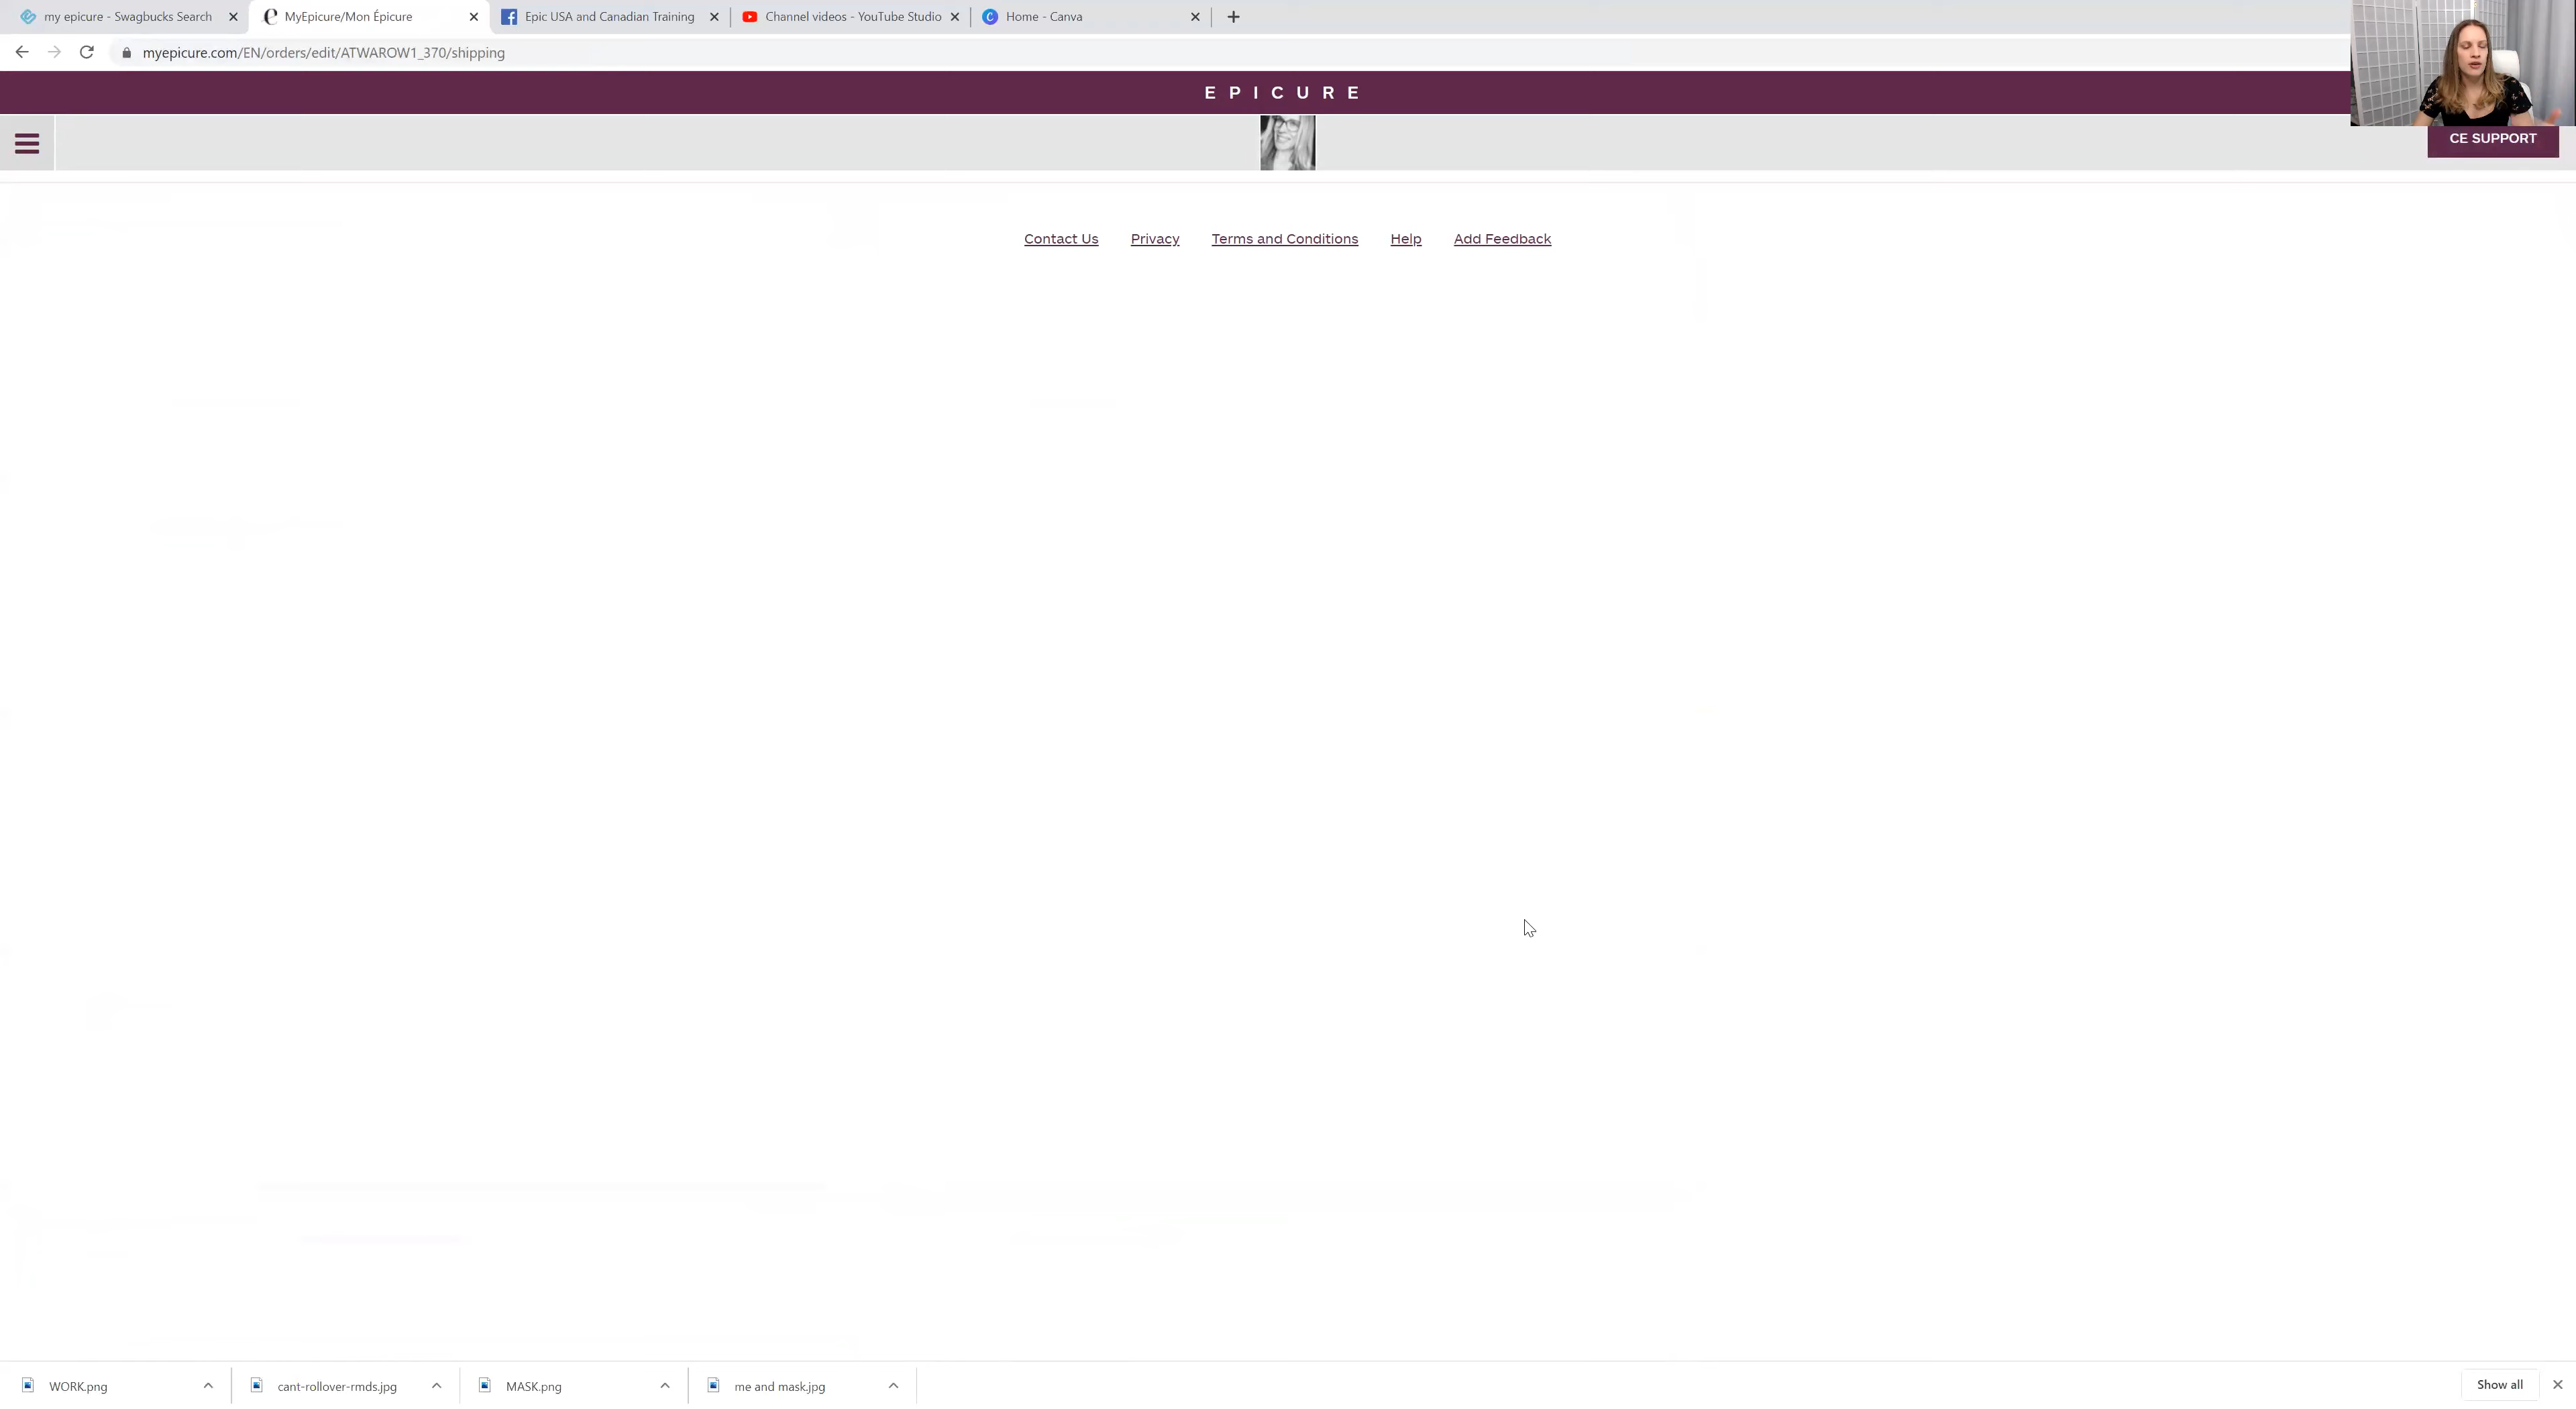 my epicure - Swagbucks Search
MyEpicure/Mon Épicure
Epic USA and Canadian Training
Channel videos - YouTube Studio
Home - Canva
myepicure.com/EN/orders/edit/ATWAROW1_370/shipping
EPICURE
CE SUPPORT
Contact Us Privacy Terms and Conditions Help Add Feedback
WORK.png cant-rollover-rmds.jpg MASK.png me and mask.jpg Show all